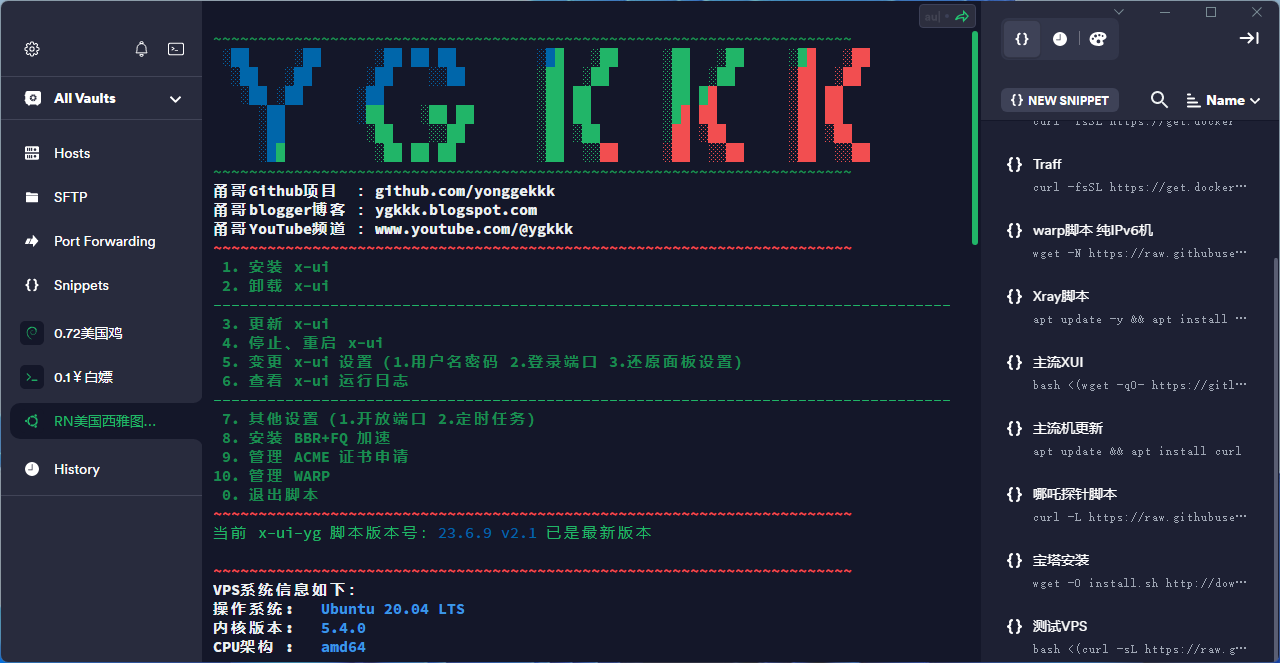 All Vaults
Hosts
SFTP
Port Forwarding
{} Snippets
0.72美国鸡
0.1￥白嫖
RN美国西雅图...
History
YGKKK
甬哥Github项目 : github.com/yonggekkk
甬哥blogger博客 : ygkkk.blogspot.com
甬哥YouTube频道 : www.youtube.com/@ygkkk
1. 安装 x-ui
2. 卸载 x-ui
3. 更新 x-ui
4. 停止、重启 x-ui
5. 变更 x-ui 设置 (1.用户名密码 2.登录端口 3.还原面板设置)
6. 查看 x-ui 运行日志
7. 其他设置 (1.开放端口 2.定时任务)
8. 安装 BBR+FQ 加速
9. 管理 ACME 证书申请
10. 管理 WARP
0. 退出脚本
当前 x-ui-yg 脚本版本号: 23.6.9 v2.1 已是最新版本
VPS系统信息如下:
操作系统: Ubuntu 20.04 LTS
内核版本: 5.4.0
CPU架构 : amd64
{} NEW SNIPPET
Name
curl -fsSL https://get.docker
{} Traff
curl -fsSL https://get.docker…
{} warp脚本 纯IPv6机
wget -N https://raw.githubuse…
{} Xray脚本
apt update -y && apt install …
{} 主流XUI
bash <(wget -qO- https://gitl…
{} 主流机更新
apt update && apt install curl
{} 哪吒探针脚本
curl -L https://raw.githubuse…
{} 宝塔安装
wget -O install.sh http://dow…
{} 测试VPS
bash <(curl -sL https://raw.g…